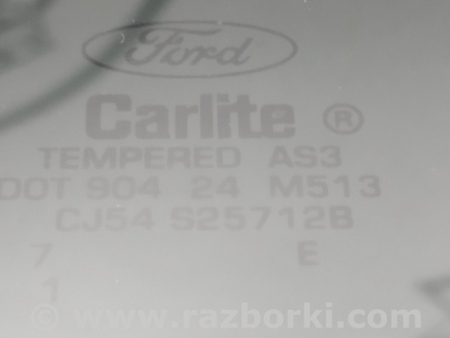 Ford
Carlite ®
TEMPERED AS3
DOT 904 24 M513
CJ54 S25712B
7 E
1
© www.razborki.com